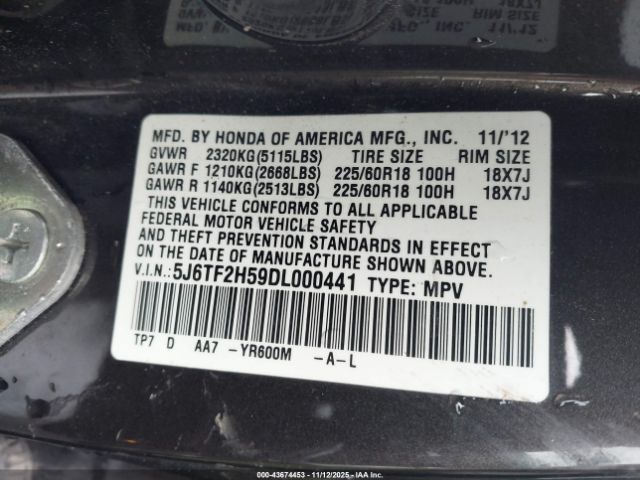 MFD. BY HONDA OF AMERICA MFG., INC. 11/'12
GVWR 2320KG(5115LBS) TIRE SIZE RIM SIZE
GAWR F 1210KG(2668LBS) 225/60R18 100H 18X7J
GAWR R 1140KG(2513LBS) 225/60R18 100H 18X7J
THIS VEHICLE CONFORMS TO ALL APPLICABLE
FEDERAL MOTOR VEHICLE SAFETY
AND THEFT PREVENTION STANDARDS IN EFFECT
ON THE DATE OF MANUFACTURE SHOWN ABOVE.
V.I.N.:5J6TF2H59DL000441 TYPE: MPV
TP7 D AA7 -YR600M -A-L
000-43674453 - 11/12/2025 - IAAI.COM